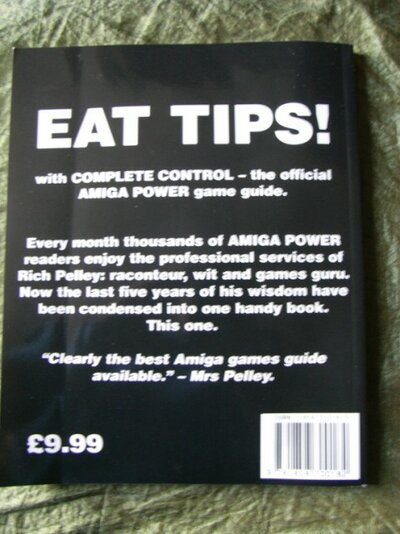 EAT TIPS!
with COMPLETE CONTROL – the official
AMIGA POWER game guide.
Every month thousands of AMIGA POWER
readers enjoy the professional services of
Rich Pelley: raconteur, wit and games guru.
Now the last five years of his wisdom have
been condensed into one handy book.
This one.
“Clearly the best Amiga games guide
available.” – Mrs Pelley.
£9.99